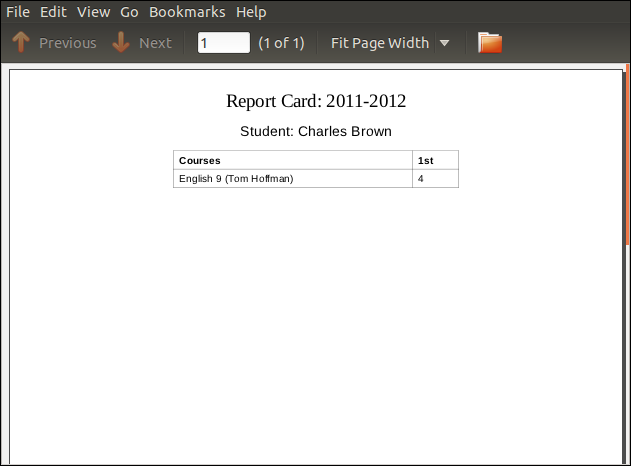 File Edit View Go Bookmarks Help
Previous Next 1 (1 of 1) Fit Page Width
Report Card: 2011-2012
Student: Charles Brown
Courses 1st
English 9 (Tom Hoffman) 4